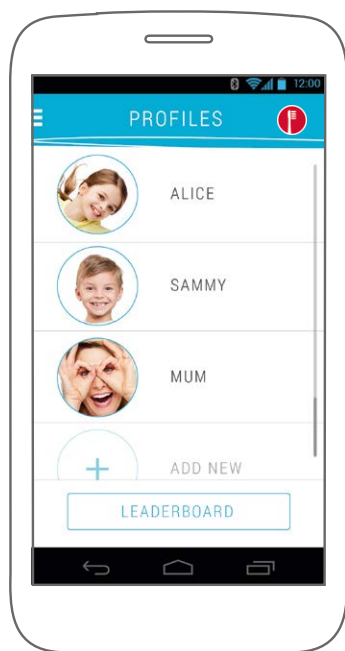 12:00
PROFILES
ALICE
SAMMY
MUM
ADD NEW
LEADERBOARD